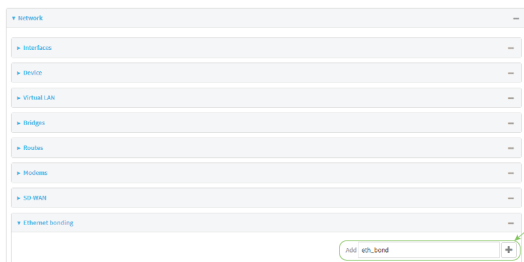 Network
Interfaces
Device
Virtual LAN
Bridges
Routes
Modems
SD-WAN
Ethernet bonding
Add eth_bond